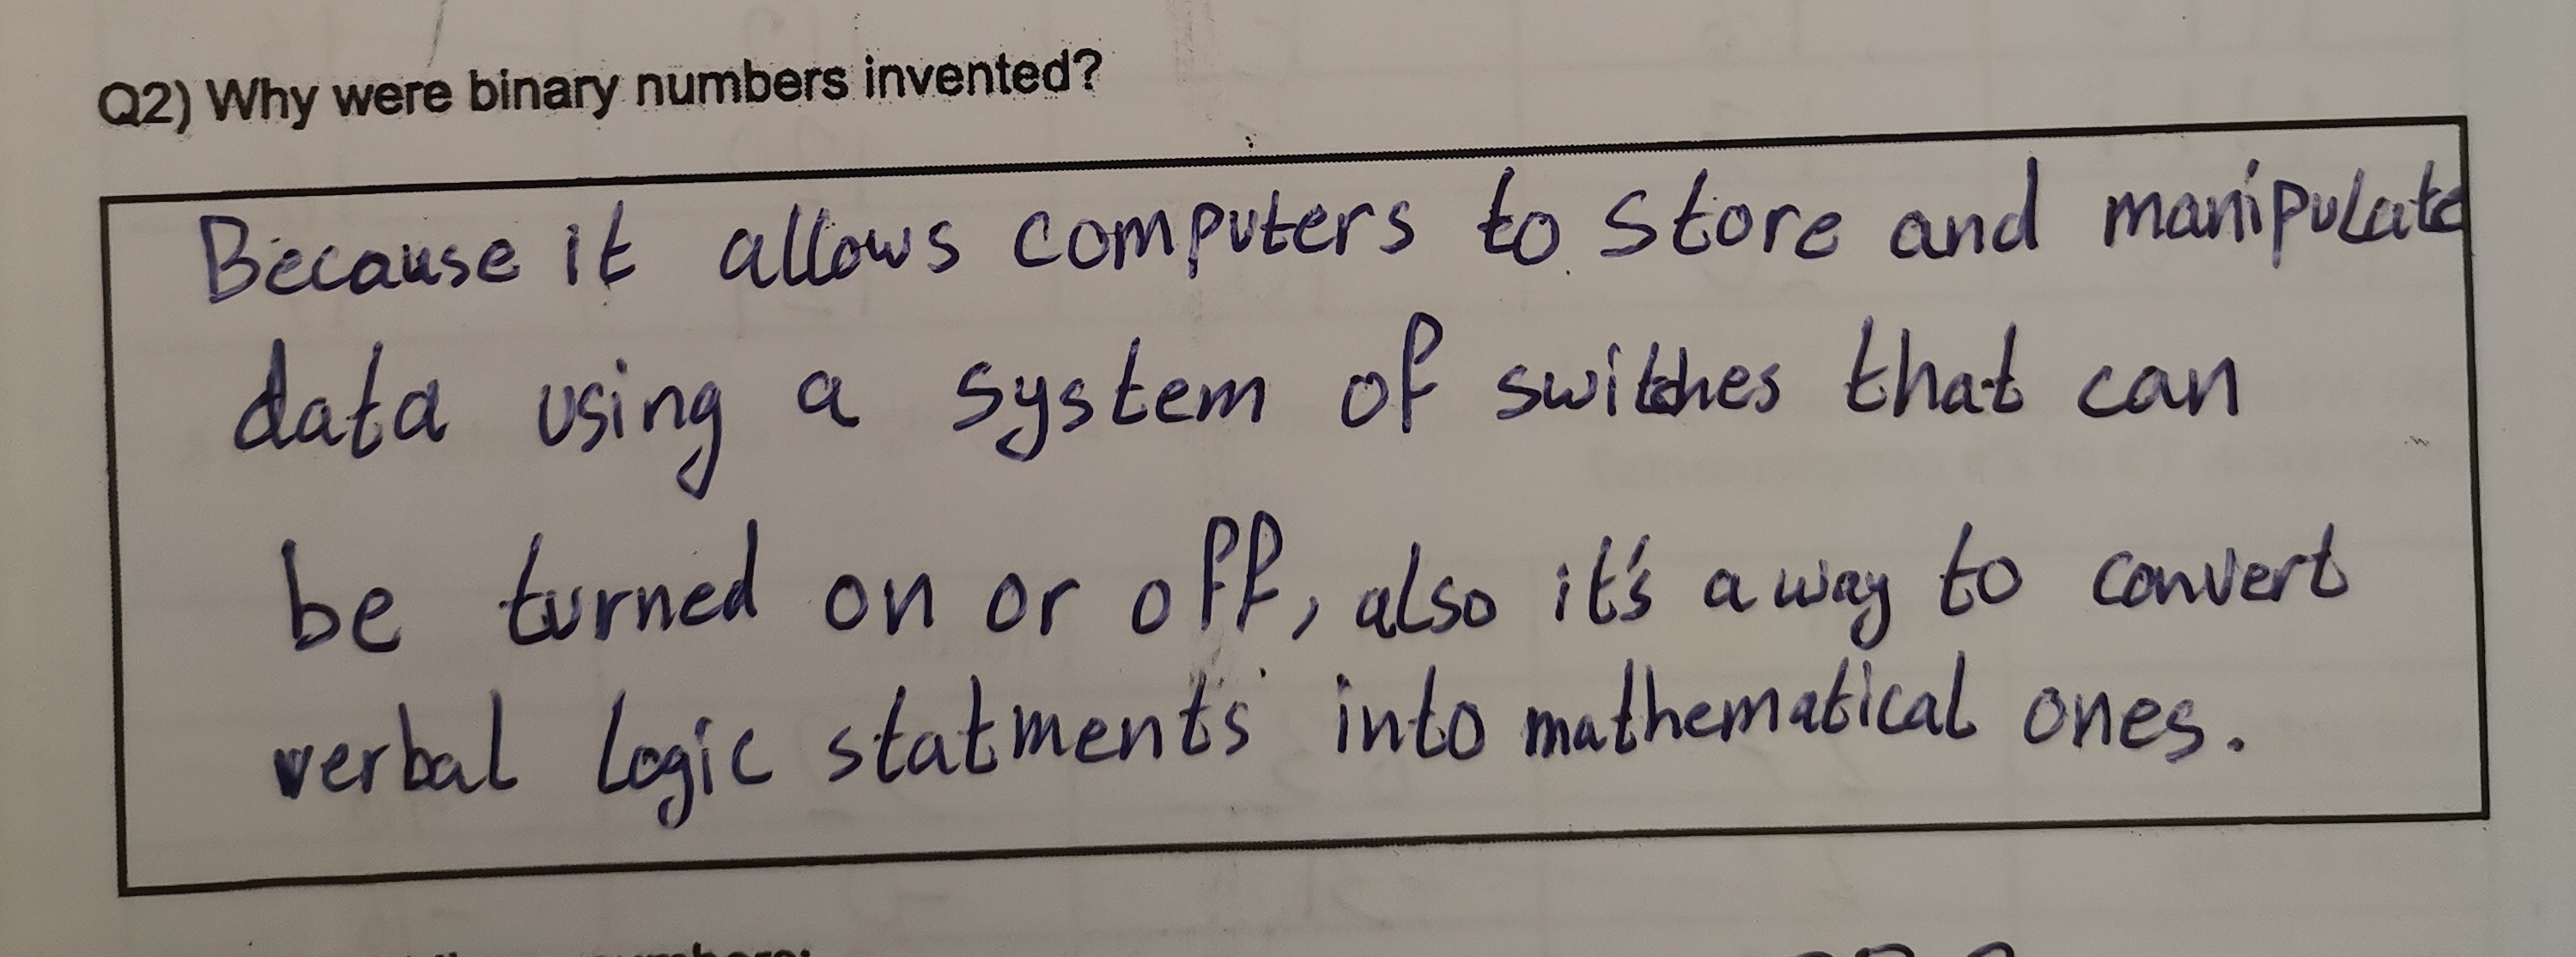 Q2) Why were binary numbers invented?
Because it allows computers to store and manipulate
data using a system of switches that can
be turned on or off, also it's a way to convert
verbal logic statments into mathematical ones.